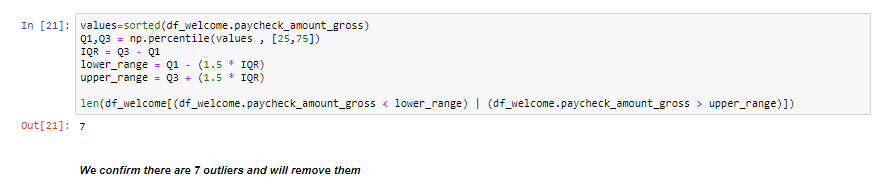 In [21]: values=sorted(df_welcome.paycheck_amount_gross)
Q1,Q3 = np.percentile(values , [25,75])
IQR = Q3 - Q1
lower_range = Q1 - (1.5 * IQR)
upper_range = Q3 + (1.5 * IQR)
len(df_welcome[(df_welcome.paycheck_amount_gross < lower_range) | (df_welcome.paycheck_amount_gross > upper_range)])
Out[21]: 7
We confirm there are 7 outliers and will remove them